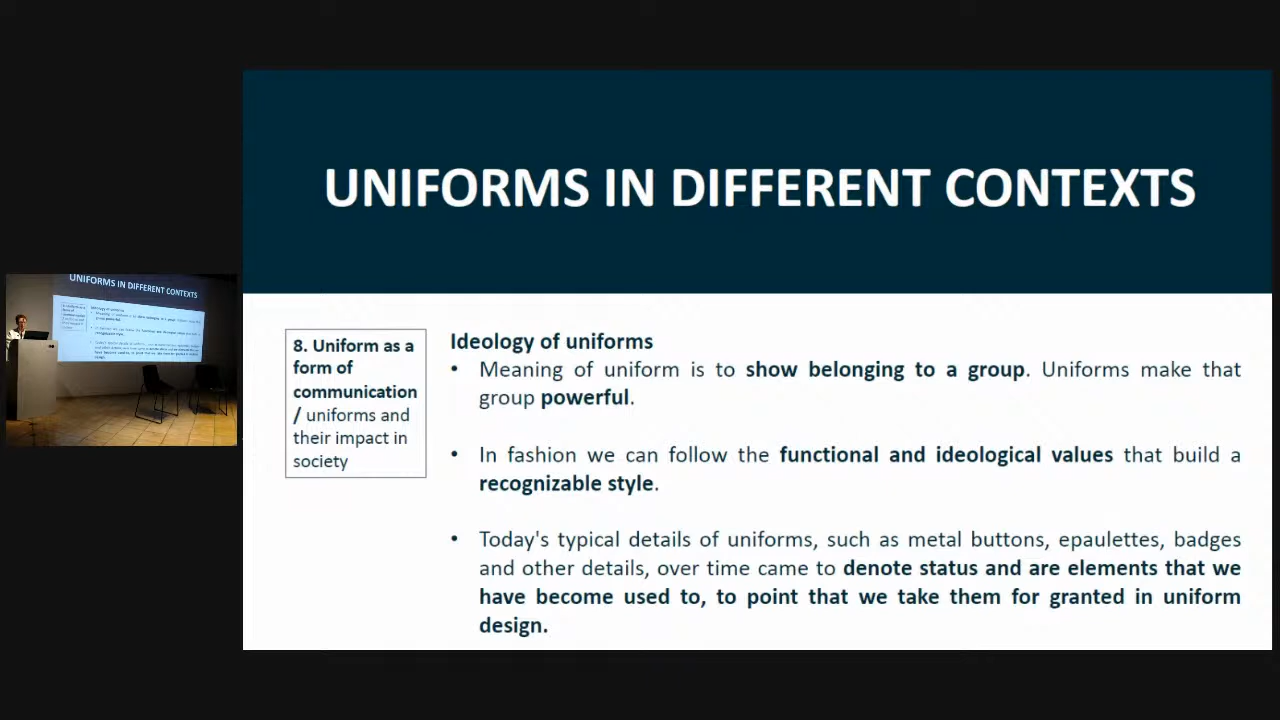 UNIFORMS IN DIFFERENT CONTEXTS
8. Uniform as a
form of
communication
/ uniforms and
their impact in
society
Ideology of uniforms
• Meaning of uniform is to show belonging to a group. Uniforms make that
group powerful.
• In fashion we can follow the functional and ideological values that build a
recognizable style.
• Today's typical details of uniforms, such as metal buttons, epaulettes, badges
and other details, over time came to denote status and are elements that we
have become used to, to point that we take them for granted in uniform
design.
UNIFORMS IN DIFFERENT CONTEXTS